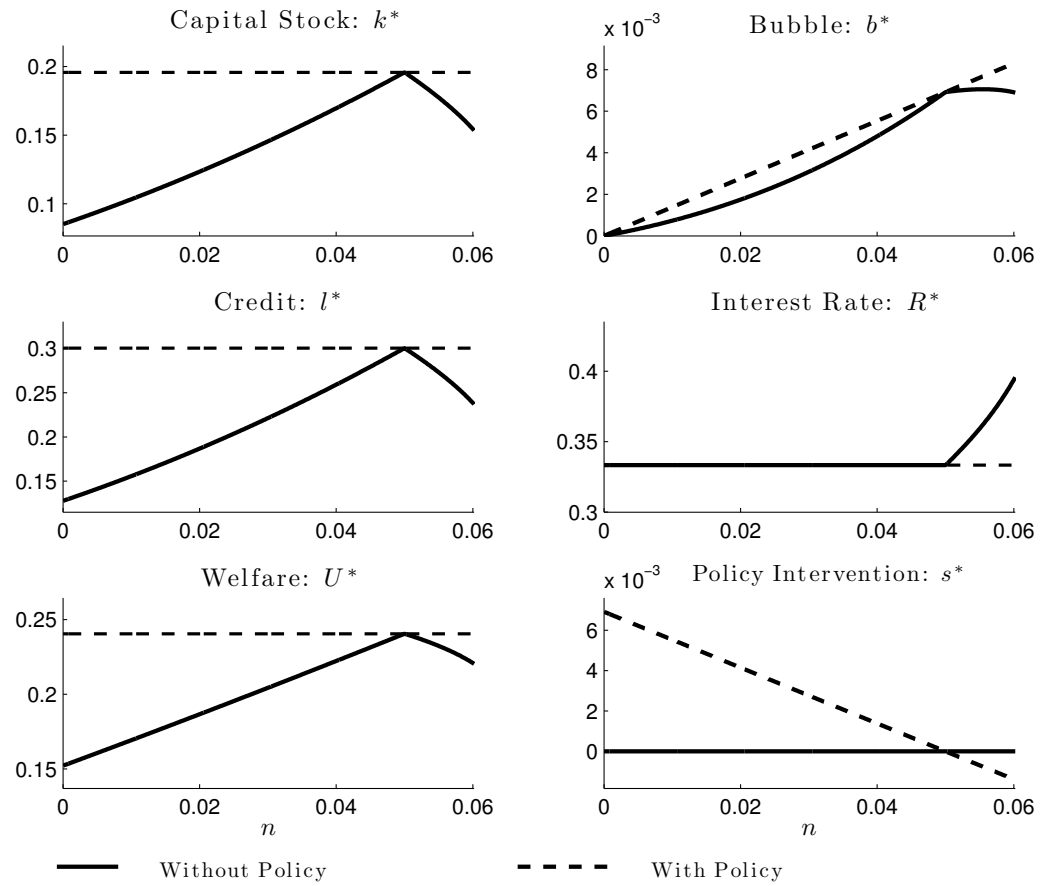 Capital Stock: k*
0.2
0.15
0.1
0 0.02 0.04 0.06
x 10⁻³ Bubble: b*
8
6
4
2
0
0 0.02 0.04 0.06
Credit: l*
0.3
0.25
0.2
0.15
0 0.02 0.04 0.06
Interest Rate: R*
0.4
0.35
0.3
0 0.02 0.04 0.06
Welfare: U*
0.25
0.2
0.15
0 0.02 0.04 0.06
n
x 10⁻³ Policy Intervention: s*
6
4
2
0
0 0.02 0.04 0.06
n
Without Policy
With Policy